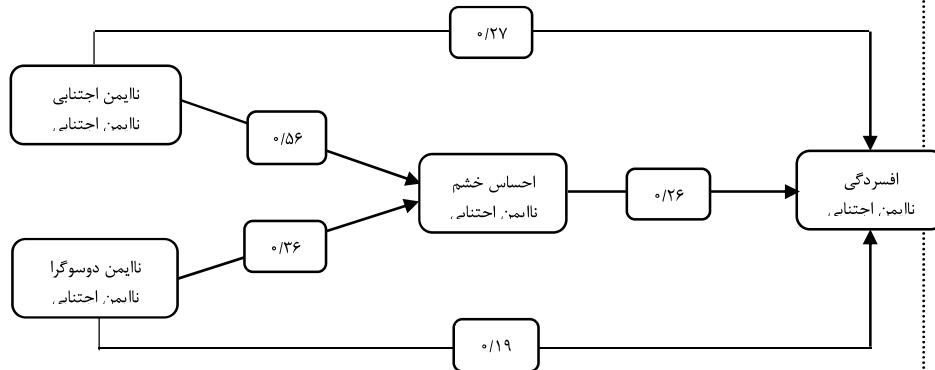 ۰/۲۷
ناایمن اجتنابی
ناایمن اجتنابی
۰/۵۶
احساس خشم
ناایمن اجتنابی
۰/۲۶
افسردگی
ناایمن اجتنابی
۰/۳۶
ناایمن دوسوگرا
ناایمن اجتنابی
۰/۱۹